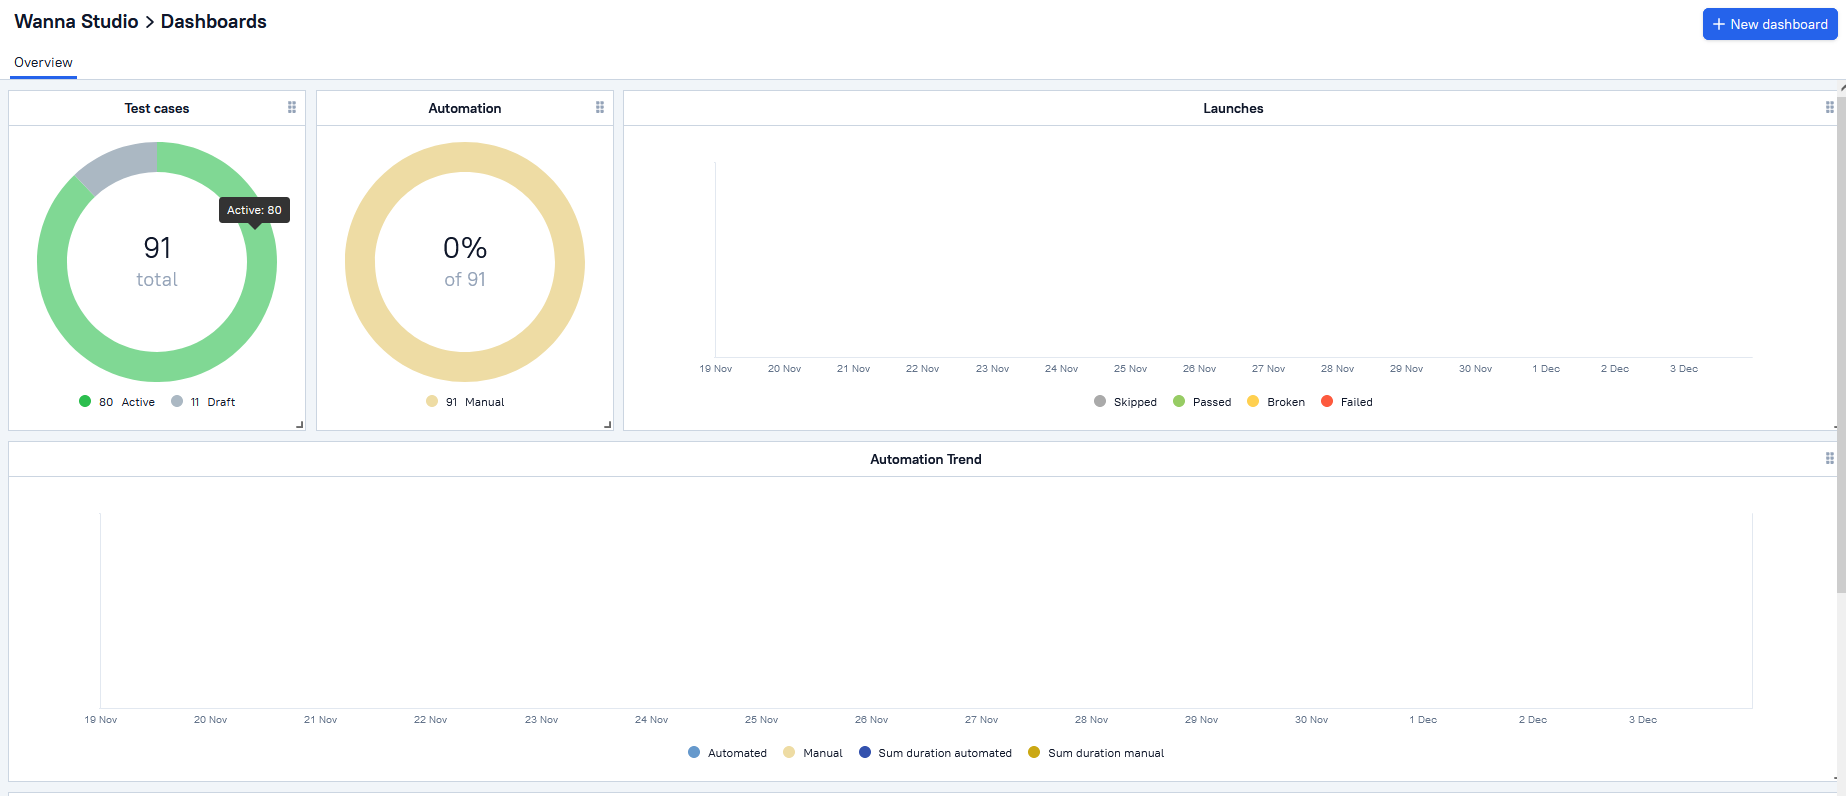 Wanna Studio > Dashboards
+ New dashboard
Overview
Test cases
Active: 80
91
total
80 Active 11 Draft
Automation
0%
of 91
91 Manual
Launches
19 Nov 20 Nov 21 Nov 22 Nov 23 Nov 24 Nov 25 Nov 26 Nov 27 Nov 28 Nov 29 Nov 30 Nov 1 Dec 2 Dec 3 Dec
Skipped Passed Broken Failed
Automation Trend
19 Nov 20 Nov 21 Nov 22 Nov 23 Nov 24 Nov 25 Nov 26 Nov 27 Nov 28 Nov 29 Nov 30 Nov 1 Dec 2 Dec 3 Dec
Automated Manual Sum duration automated Sum duration manual